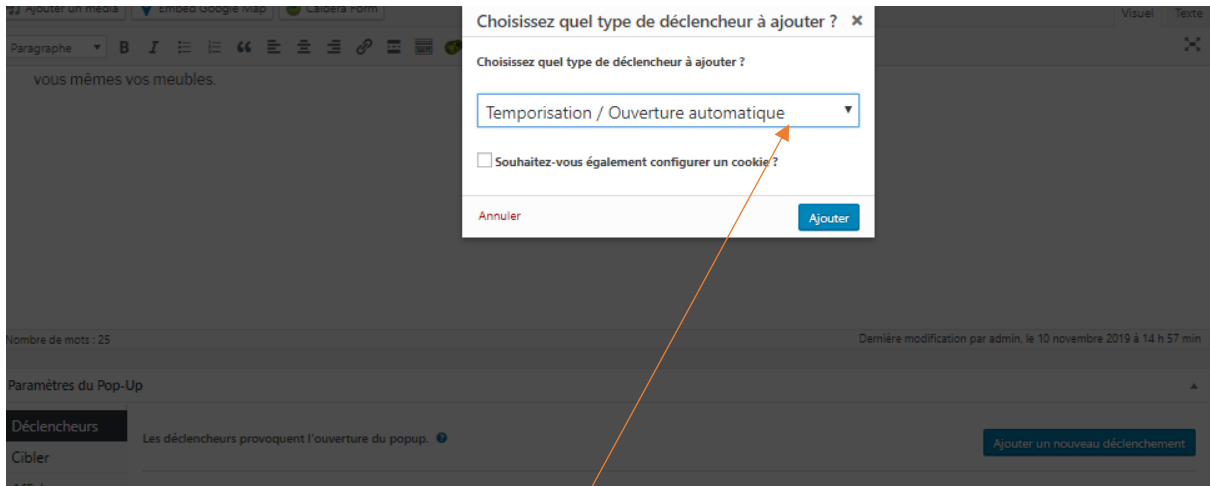 Ajouter un média
Embed Google Map
Caldera Form
Visuel
Texte
Paragraphe
B
I
vous mêmes vos meubles.
Choisissez quel type de déclencheur à ajouter ?
Choisissez quel type de déclencheur à ajouter ?
Temporisation / Ouverture automatique
Souhaitez-vous également configurer un cookie ?
Annuler
Ajouter
Nombre de mots : 25
Dernière modification par admin, le 10 novembre 2019 à 14 h 57 min
Paramètres du Pop-Up
Déclencheurs
Les déclencheurs provoquent l'ouverture du popup.
Ajouter un nouveau déclenchement
Cibler